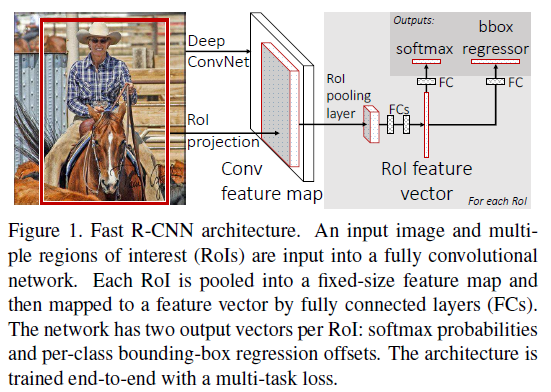 Outputs:
bbox
softmax regressor
Deep
ConvNet
FC FC
RoI
pooling
layer
FCs
RoI
projection
Conv
feature map
RoI feature
vector
For each RoI
Figure 1. Fast R-CNN architecture. An input image and multi-
ple regions of interest (RoIs) are input into a fully convolutional
network. Each RoI is pooled into a fixed-size feature map and
then mapped to a feature vector by fully connected layers (FCs).
The network has two output vectors per RoI: softmax probabilities
and per-class bounding-box regression offsets. The architecture is
trained end-to-end with a multi-task loss.